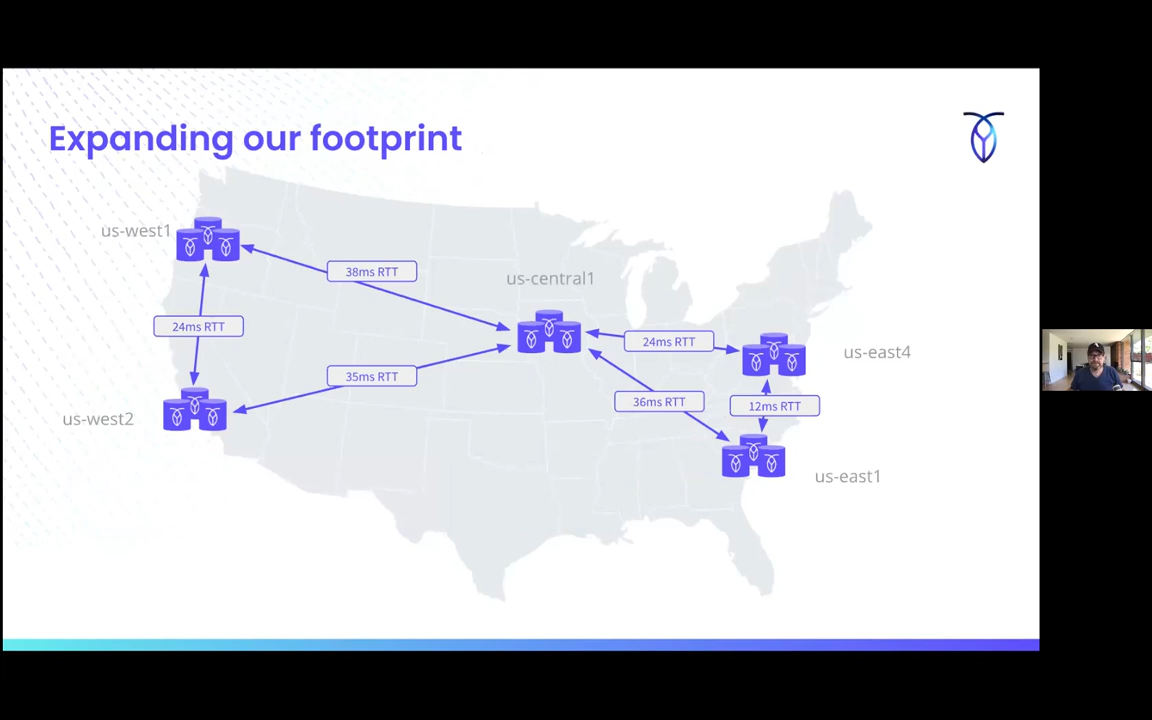 Expanding our footprint
us-west1
38ms RTT
us-central1
24ms RTT
24ms RTT
us-east4
35ms RTT
36ms RTT
12ms RTT
us-west2
us-east1